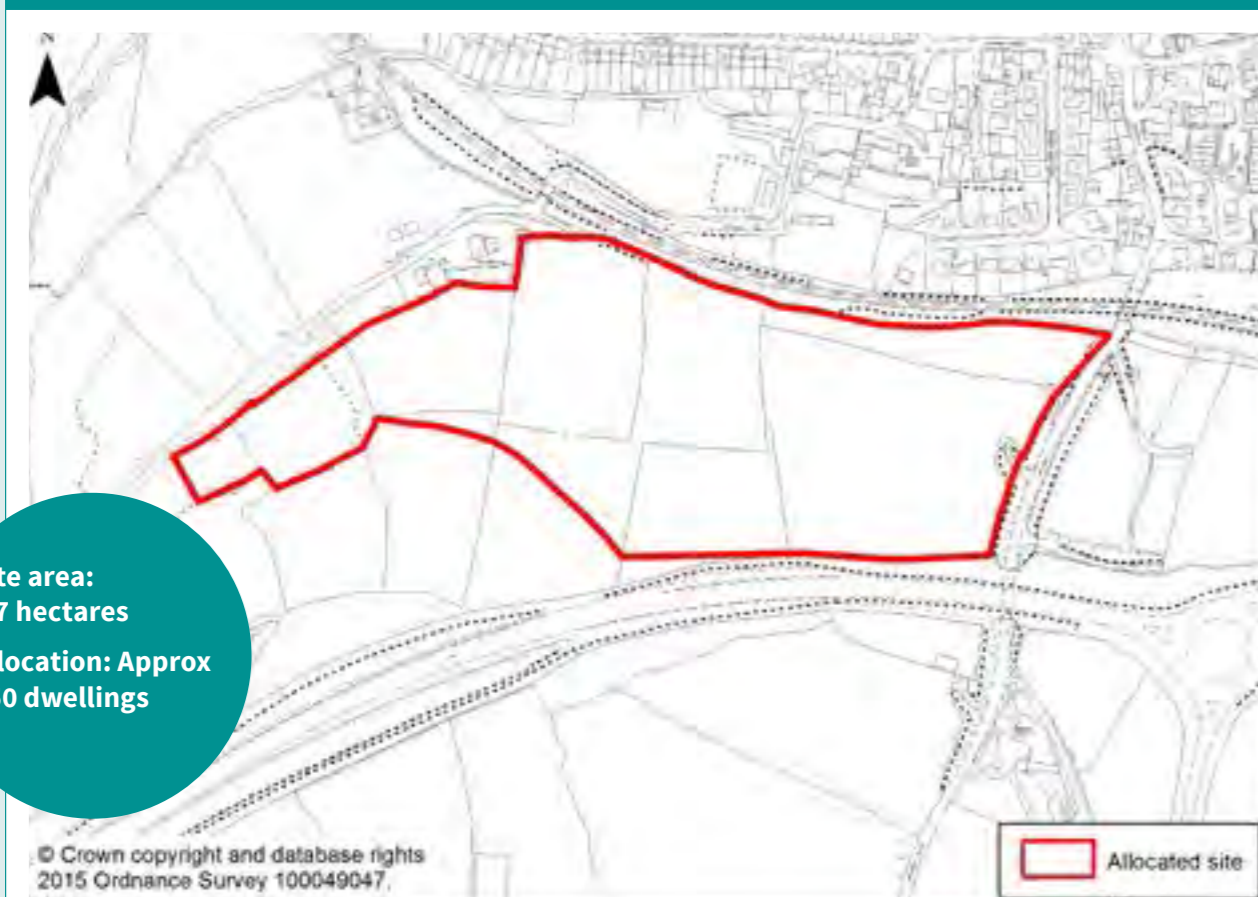 te area:
7 hectares
location: Approx
0 dwellings
© Crown copyright and database rights
2015 Ordnance Survey 100049047.
Allocated site